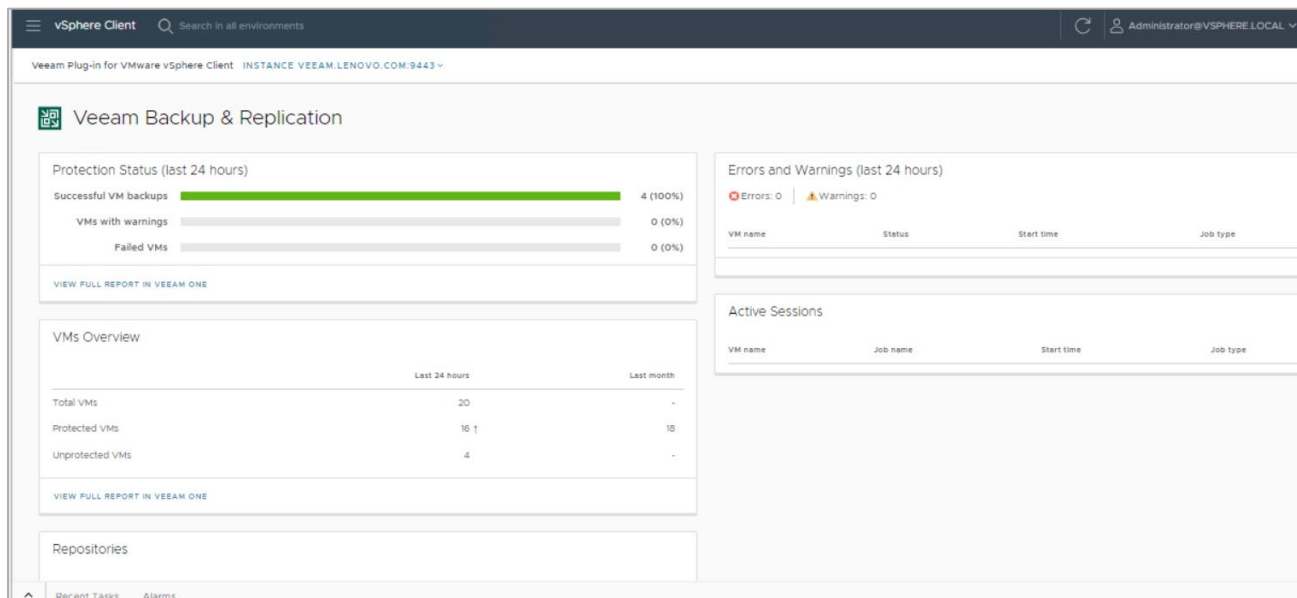 vSphere Client Search in all environments Administrator@VSPHERE.LOCAL
Veeam Plug-in for VMware vSphere Client INSTANCE VEEAM.LENOVO.COM:9443
Veeam Backup & Replication
Protection Status (last 24 hours)
Successful VM backups 4 (100%)
VMs with warnings 0 (0%)
Failed VMs 0 (0%)
VIEW FULL REPORT IN VEEAM ONE
VMs Overview
Last 24 hours Last month
Total VMs 20 -
Protected VMs 16 ↑ 18
Unprotected VMs 4 -
VIEW FULL REPORT IN VEEAM ONE
Repositories
Errors and Warnings (last 24 hours)
Errors: 0 Warnings: 0
VM name Status Start time Job type
Active Sessions
VM name Job name Start time Job type
Recent Tasks Alarms